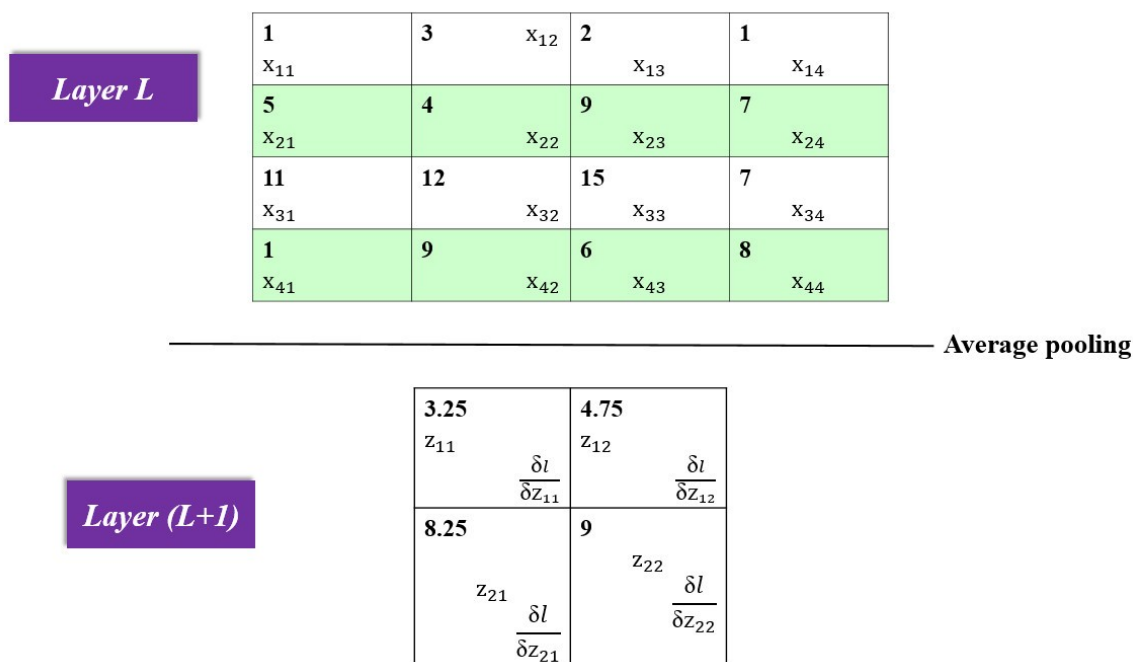 Layer L
1 3 x₁₂ 2 1
x₁₁ x₁₃ x₁₄
5 4 9 7
x₂₁ x₂₂ x₂₃ x₂₄
11 12 15 7
x₃₁ x₃₂ x₃₃ x₃₄
1 9 6 8
x₄₁ x₄₂ x₄₃ x₄₄
Average pooling
Layer (L+1)
3.25 4.75
z₁₁ z₁₂
δl/δz₁₁ δl/δz₁₂
8.25 9
z₂₁ z₂₂
δl/δz₂₁ δl/δz₂₂